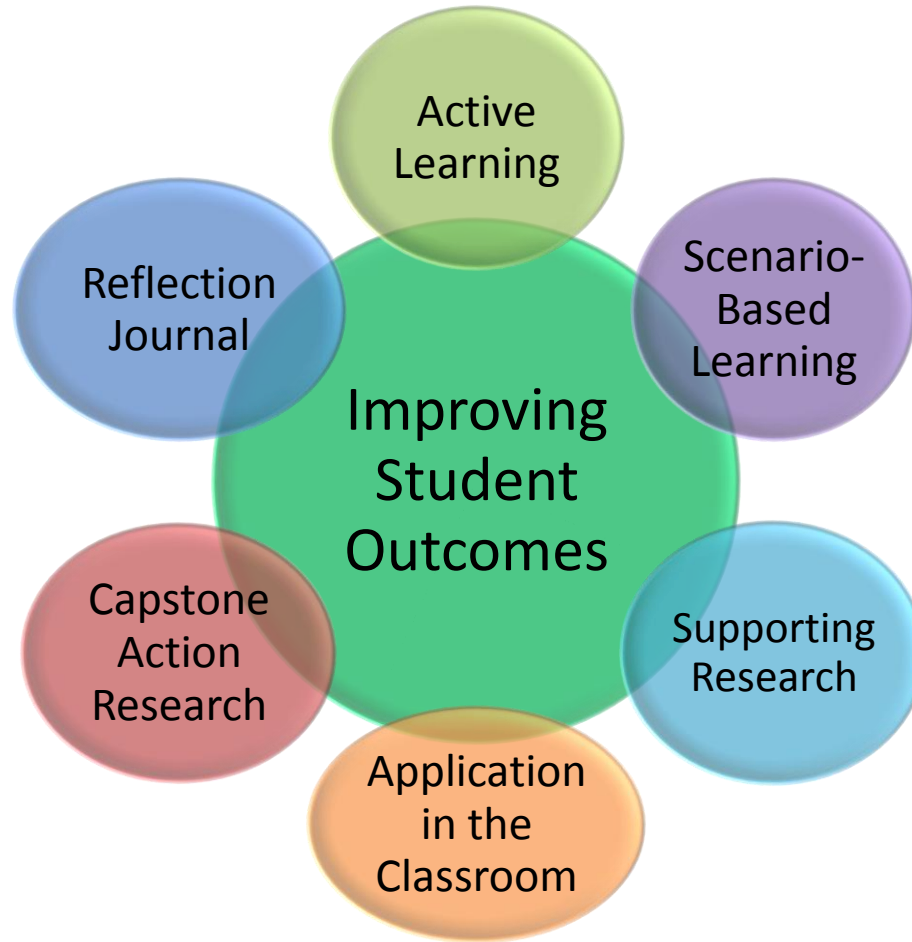 Active
Learning
Scenario-
Based
Learning
Supporting
Research
Application
in the
Classroom
Capstone
Action
Research
Reflection
Journal
Improving
Student
Outcomes